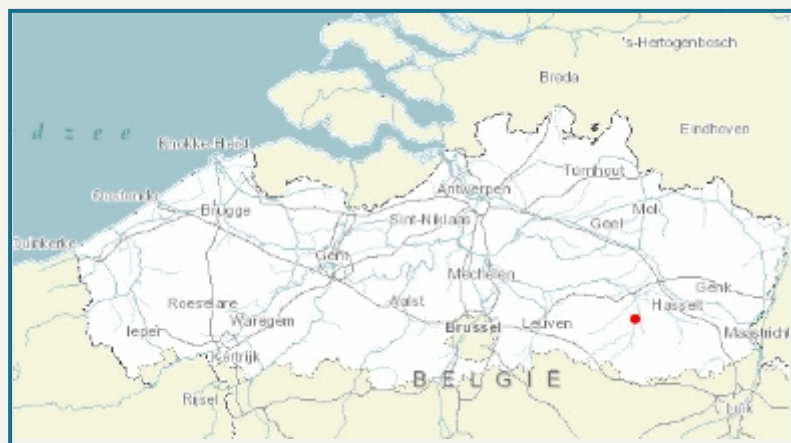 's-Hertogenbosch
Breda
d z e e
Eindhoven
Knokke-Heist
Turnhout
Antwerpen
Oostende
Mol
Brugge
Sint-Niklaas
Geel
Duinkerke
Gent
Mechelen
Genk
Roeselare
Aalst
Hasselt
Waregem
Brussel
Leuven
Ieper
Maastricht
Kortrijk
BELGIË
Rijsel
Luik